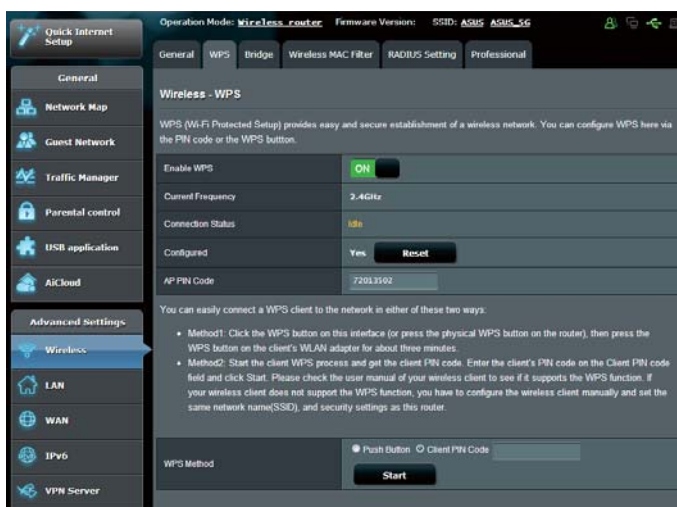 Quick Internet
Setup
Operation Mode: Wireless router Firmware Version: SSID: ASUS ASUS_5G
General WPS Bridge Wireless MAC Filter RADIUS Setting Professional
General
Network Map
Guest Network
Traffic Manager
Parental control
USB application
AiCloud
Advanced Settings
Wireless
LAN
WAN
IPv6
VPN Server
Wireless - WPS
WPS (Wi-Fi Protected Setup) provides easy and secure establishment of a wireless network. You can configure WPS here via
the PIN code or the WPS buttton.
Enable WPS ON
Current Frequency 2.4GHz
Connection Status Idle
Configured Yes Reset
AP PIN Code 72013502
You can easily connect a WPS client to the network in either of these two ways:
• Method1: Click the WPS button on this interface (or press the physical WPS button on the router), then press the
WPS button on the client's WLAN adapter for about three minutes.
• Method2: Start the client WPS process and get the client PIN code. Enter the client's PIN code on the Client PIN code
field and click Start. Please check the user manual of your wireless client to see if it supports the WPS function. If
your wireless client does not support the WPS function, you have to configure the wireless client manually and set the
same network name(SSID), and security settings as this router.
WPS Method Push Button Client PIN Code
Start